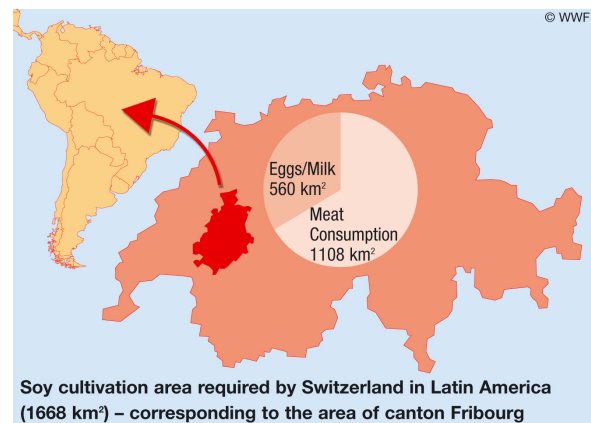 © WWF
Eggs/Milk
560 km²
Meat
Consumption
1108 km²
Soy cultivation area required by Switzerland in Latin America
(1668 km²) – corresponding to the area of canton Fribourg